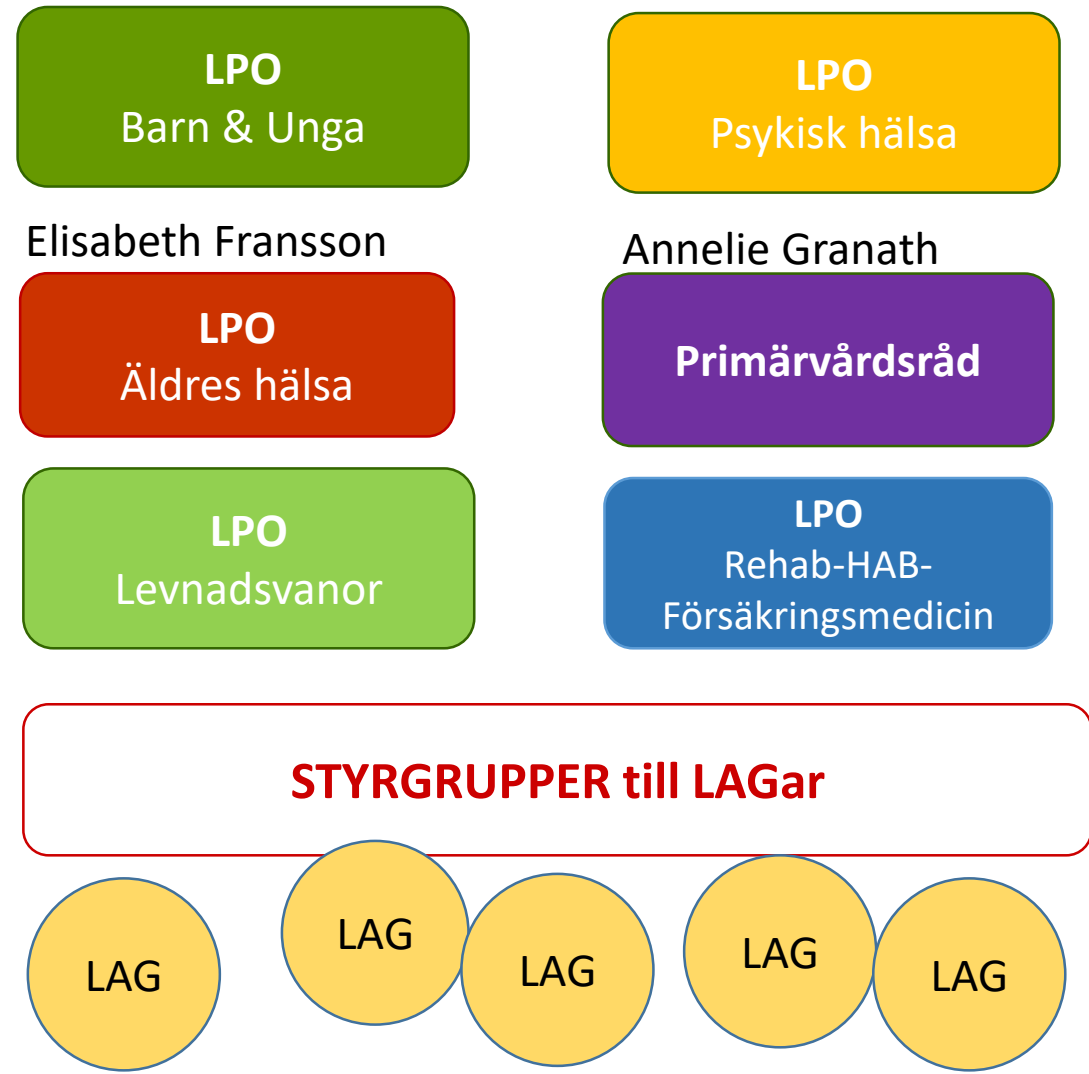 LPO
Barn & Unga
LPO
Psykisk hälsa
Elisabeth Fransson
Annelie Granath
LPO
Äldres hälsa
Primärvårdsråd
LPO
Levnadsvanor
LPO
Rehab-HAB-
Försäkringsmedicin
STYRGRUPPER till LAGar
LAG
LAG
LAG
LAG
LAG